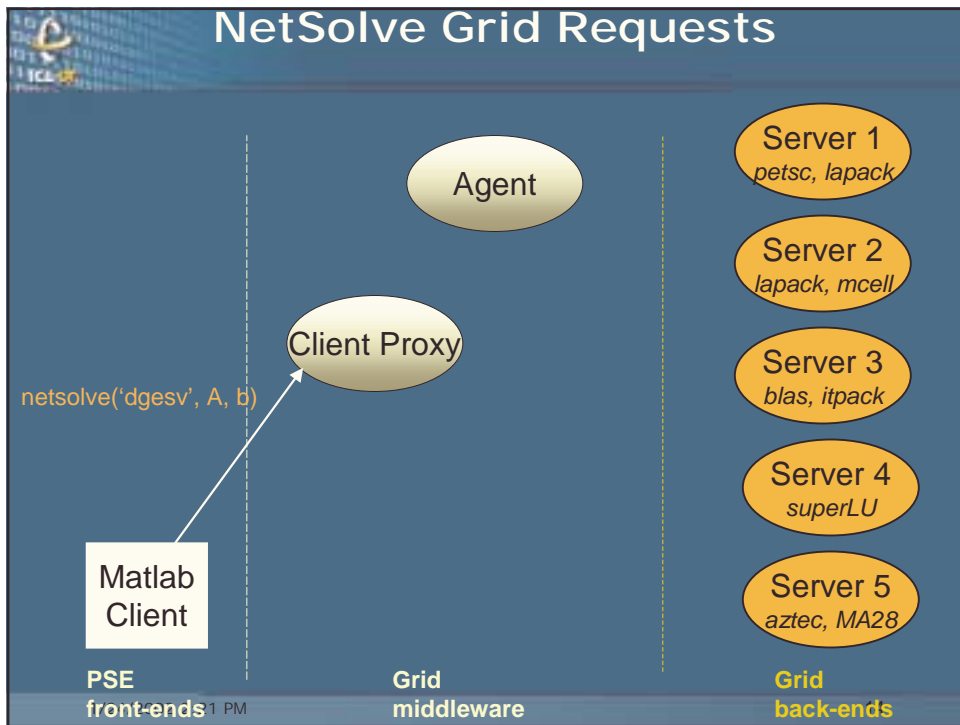 NetSolve Grid Requests
Agent
Client Proxy
netsolve(‘dgesv’, A, b)
Matlab
Client
Server 1
petsc, lapack
Server 2
lapack, mcell
Server 3
blas, itpack
Server 4
superLU
Server 5
aztec, MA28
PSE
front-ends
Grid
middleware
Grid
back-ends
PM